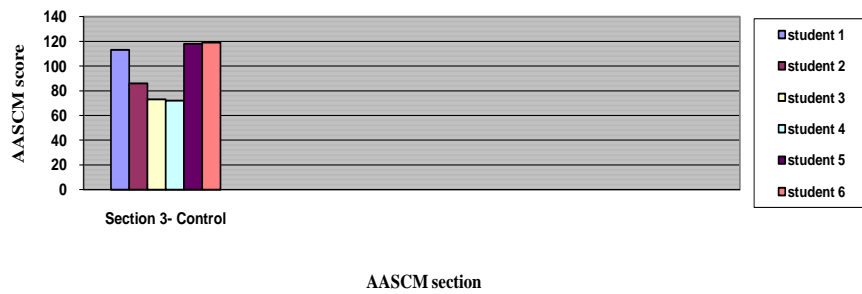 140
120
100
80
60
40
20
0
AASCM score
Section 3- Control
AASCM section
student 1
student 2
student 3
student 4
student 5
student 6